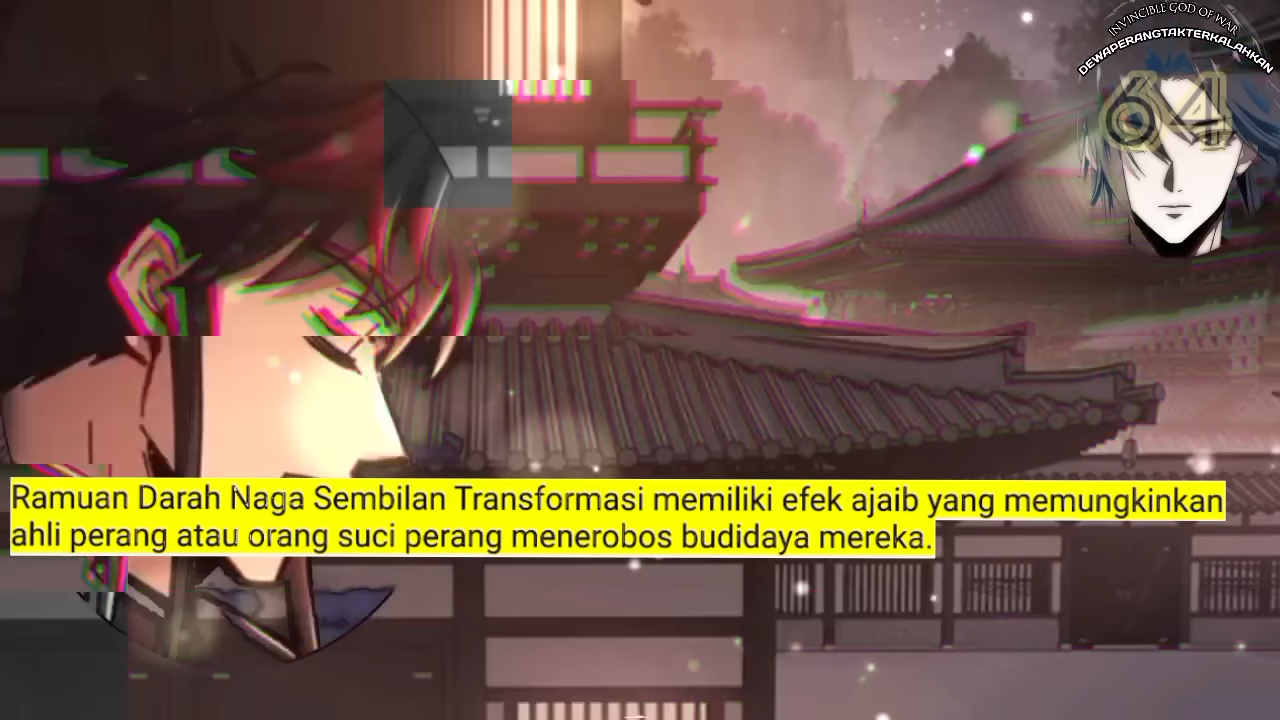 INVINCIBLE GOD OF WAR
DEWAPERANGTAKTERKALAHKAN
64
Ramuan Darah Naga Sembilan Transformasi memiliki efek ajaib yang memungkinkan
ahli perang atau orang suci perang menerobos budidaya mereka.